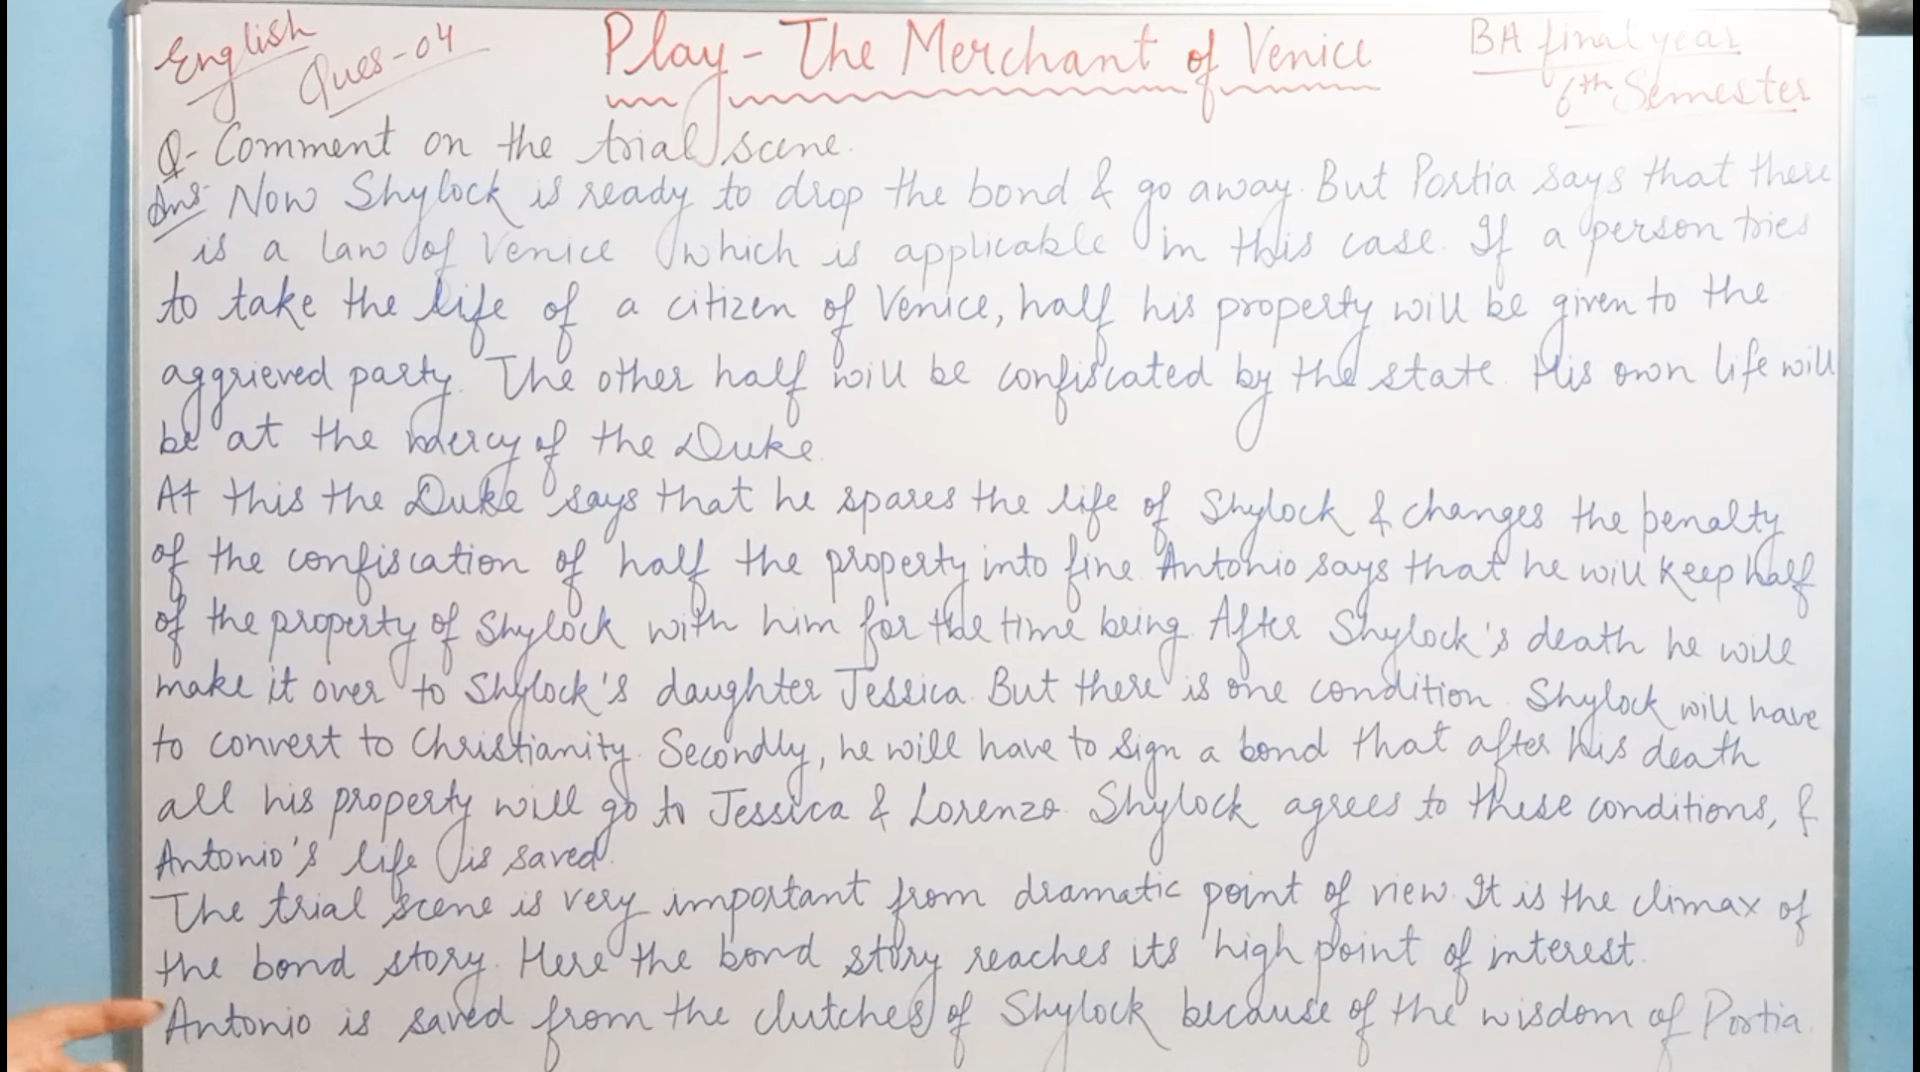 English Ques-04 Play - The Merchant of Venice BA final year
6th Semester
Q- Comment on the trial scene.
Ans- Now Shylock is ready to drop the bond & go away. But Portia says that there
is a law of Venice which is applicable in this case. If a person tries
to take the life of a citizen of Venice, half his property will be given to the
aggrieved party. The other half will be confiscated by the state. His own life will
be at the mercy of the Duke.
At this the Duke says that he spares the life of Shylock & changes the penalty
of the confiscation of half the property into fine. Antonio says that he will keep half
of the property of Shylock with him for the time being. After Shylock's death he will
make it over to Shylock's daughter Jessica. But there is one condition. Shylock will have
to convert to Christianity. Secondly, he will have to sign a bond that after his death
all his property will go to Jessica & Lorenzo. Shylock agrees to these conditions, &
Antonio's life is saved.
The trial scene is very important from dramatic point of view. It is the climax of
the bond story. Here the bond story reaches its high point of interest.
Antonio is saved from the clutches of Shylock because of the wisdom of Portia.